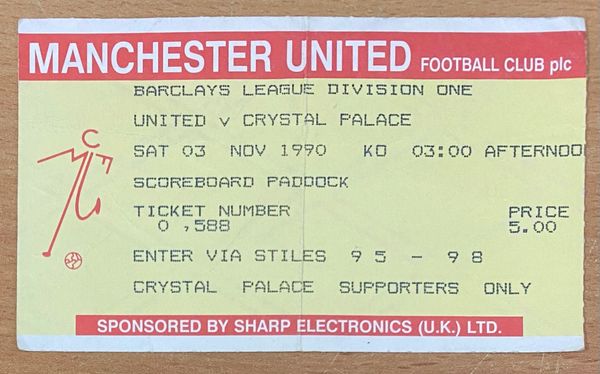 MANCHESTER UNITED FOOTBALL CLUB plc
BARCLAYS LEAGUE DIVISION ONE
UNITED v CRYSTAL PALACE
SAT 03 NOV 1990 KO 03:00 AFTERNOO
SCOREBOARD PADDOCK
TICKET NUMBER PRICE
0 ,588 5.00
ENTER VIA STILES 95 - 98
CRYSTAL PALACE SUPPORTERS ONLY
SPONSORED BY SHARP ELECTRONICS (U.K.) LTD.